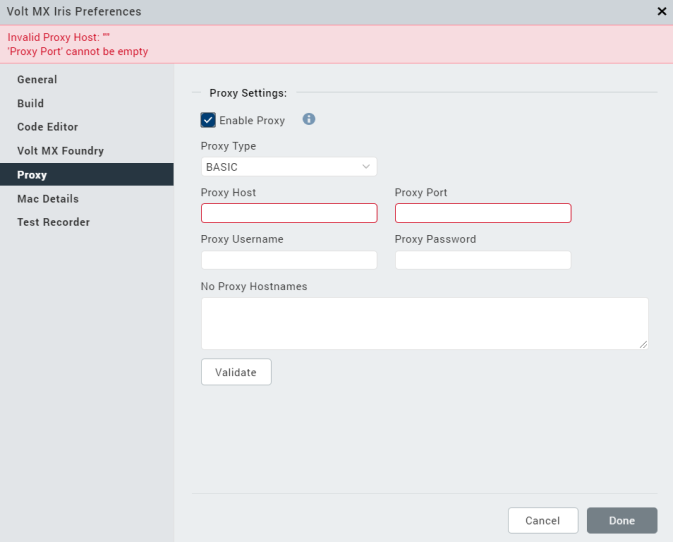 Volt MX Iris Preferences
Invalid Proxy Host: ""
'Proxy Port' cannot be empty
General
Build
Code Editor
Volt MX Foundry
Proxy
Mac Details
Test Recorder
Proxy Settings:
Enable Proxy
Proxy Type
BASIC
Proxy Host
Proxy Port
Proxy Username
Proxy Password
No Proxy Hostnames
Validate
Cancel
Done